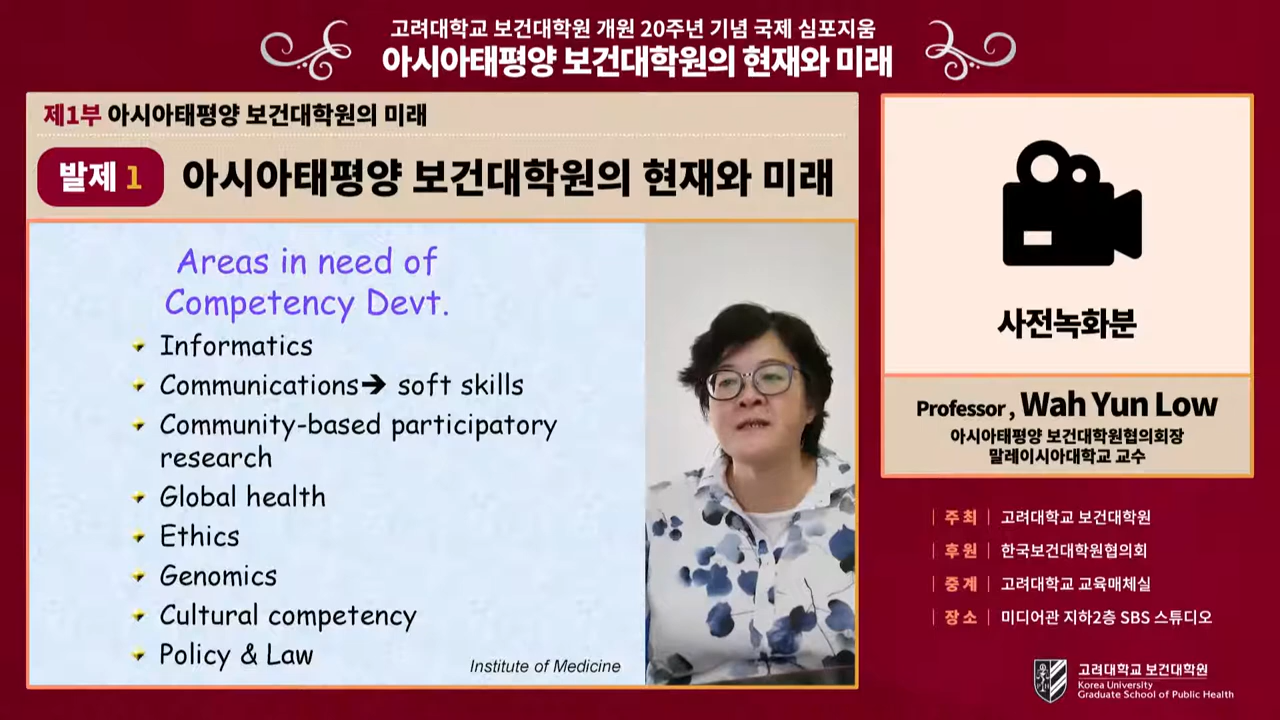 고려대학교 보건대학원 개원 20주년 기념 국제 심포지움
아시아태평양 보건대학원의 현재와 미래
제1부 아시아태평양 보건대학원의 미래
발제 1 아시아태평양 보건대학원의 현재와 미래
Areas in need of
Competency Devt.
Informatics
Communications➔ soft skills
Community-based participatory
research
Global health
Ethics
Genomics
Cultural competency
Policy & Law
Institute of Medicine
사전녹화분
Professor, Wah Yun Low
아시아태평양 보건대학원협의회장
말레이시아대학교 교수
주최 | 고려대학교 보건대학원
후원 | 한국보건대학원협의회
중계 | 고려대학교 교육매체실
장소 | 미디어관 지하2층 SBS 스튜디오
고려대학교 보건대학원
Korea University
Graduate School of Public Health